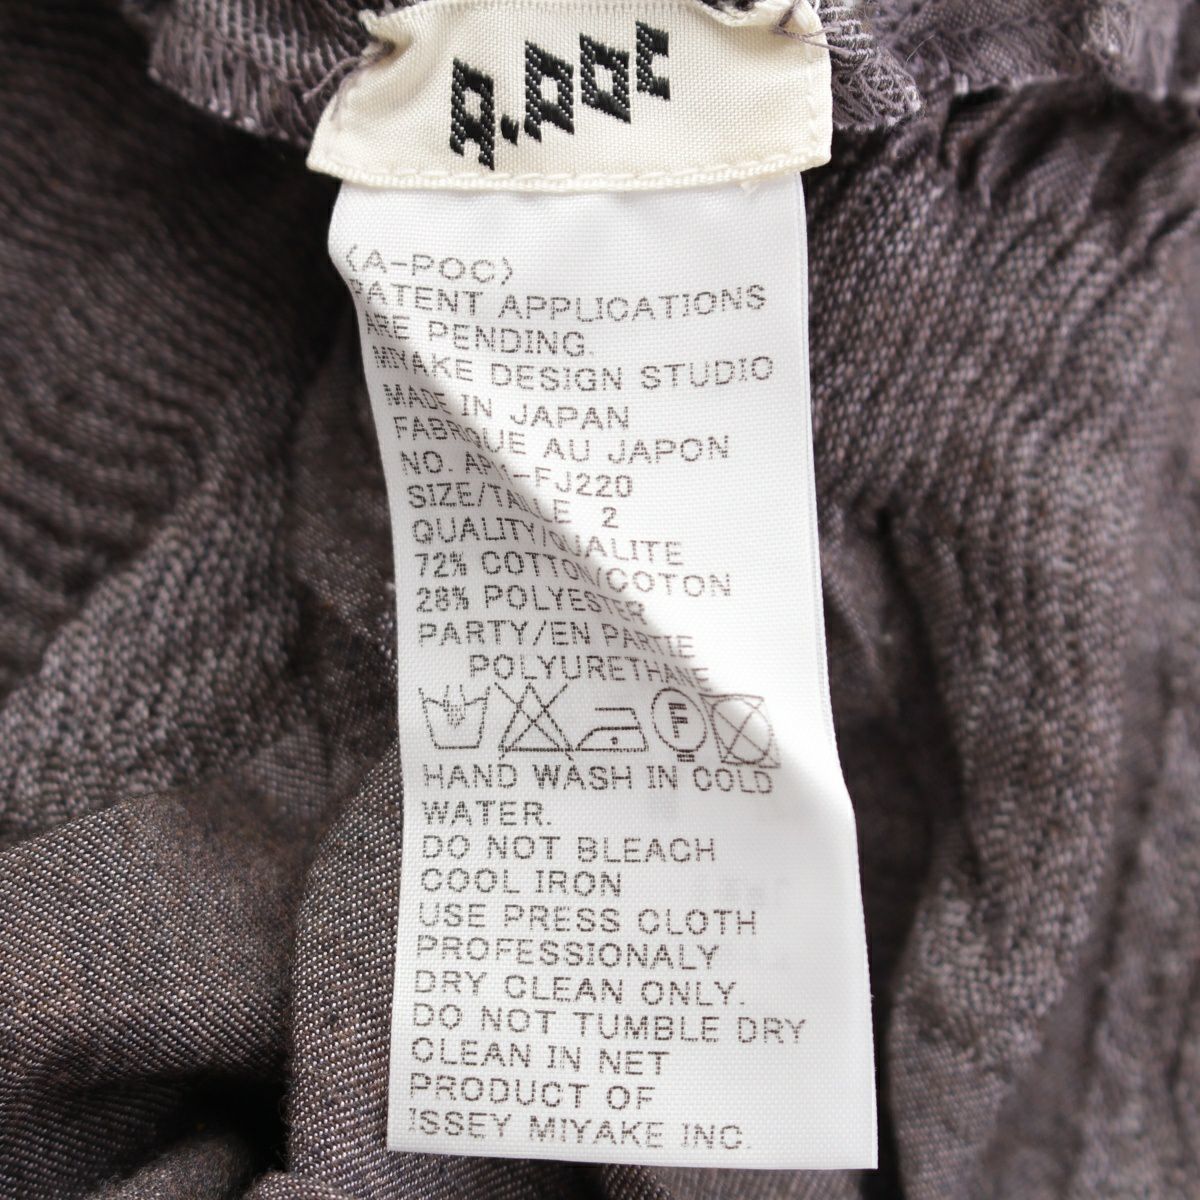 A.POC
(A-POC)
PATENT APPLICATIONS
ARE PENDING.
MIYAKE DESIGN STUDIO
MADE IN JAPAN
FABRIQUE AU JAPON
NO. -FJ220
SIZE/TAILLE 2
QUALITY/QUALITE
72% COTTON/COTON
28% POLYESTER
PARTY/EN PARTIE
POLYURETHANE
F
HAND WASH IN COLD
WATER.
DO NOT BLEACH
COOL IRON
USE PRESS CLOTH
PROFESSIONALY
DRY CLEAN ONLY.
DO NOT TUMBLE DRY
CLEAN IN NET
PRODUCT OF
ISSEY MIYAKE INC.